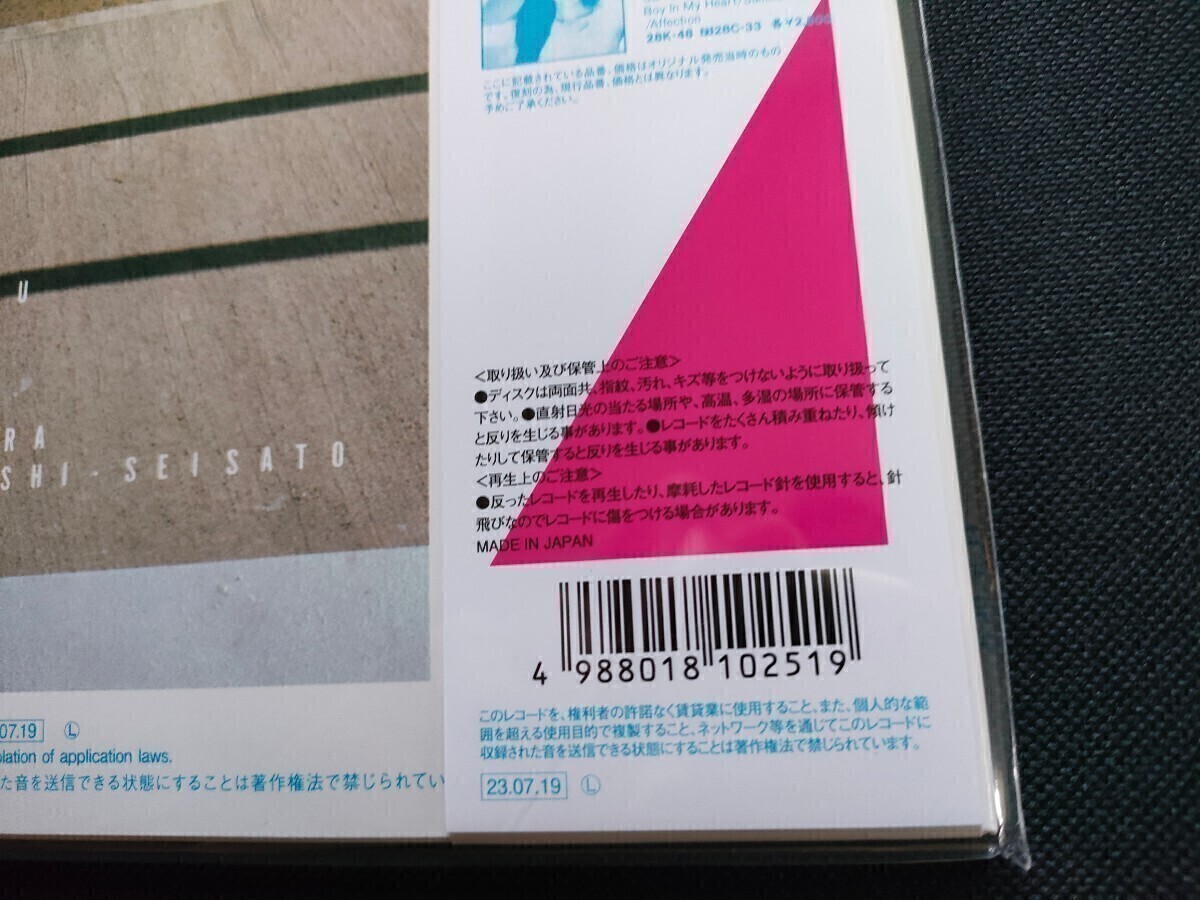 Boy In My Heart/
/Affection
28K-48 28C-33 各¥2,800
ここに記載されている品番、価格はオリジナル発売当時のもの
です。復刻の為、現行品番、価格とは異なります。
予めご了承ください。
U
RA
SHI-SEISATO
<取り扱い及び保管上のご注意>
●ディスクは両面共、指紋、汚れ、キズ等をつけないように取り扱って
下さい。●直射日光の当たる場所や、高温、多湿の場所に保管する
と反りを生じる事があります。●レコードをたくさん積み重ねたり、傾け
たりして保管すると反りを生じる事があります。
<再生上のご注意>
●反ったレコードを再生したり、摩耗したレコード針を使用すると、針
飛びなのでレコードに傷をつける場合があります。
MADE IN JAPAN
4 988018 102519
このレコードを、権利者の許諾なく賃貸業に使用すること、また、個人的な範
囲を超える使用目的で複製すること、ネットワーク等を通じてこのレコードに
収録された音を送信できる状態にすることは著作権法で禁じられています。
23.07.19 Ⓛ
07.19 Ⓛ
olation of application laws.
た音を送信できる状態にすることは著作権法で禁じられてい